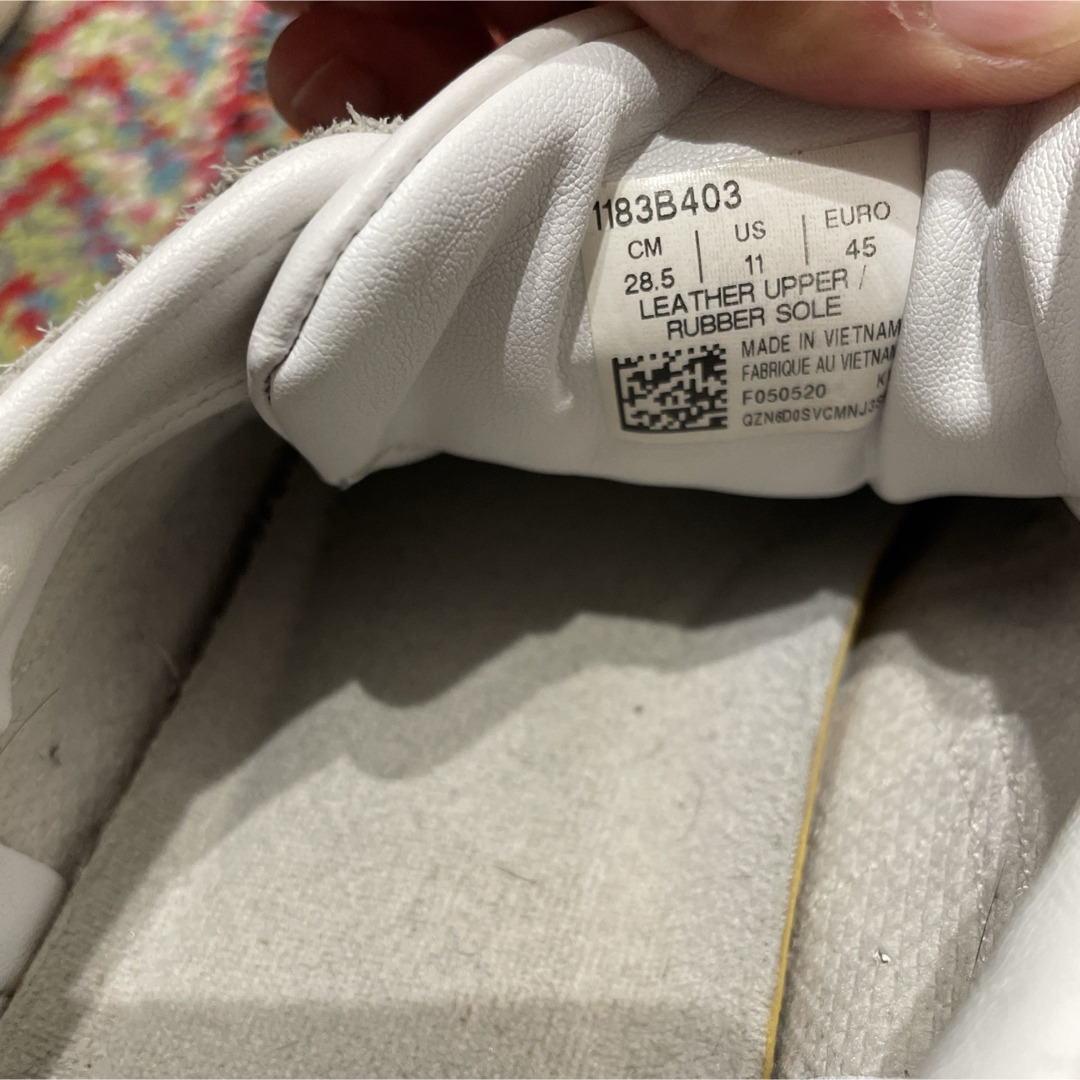 1183B403
CM | US | EURO
28.5 | 11 | 45
LEATHER UPPER /
RUBBER SOLE
MADE IN VIETNAM
FABRIQUE AU VIETNAM
F050520